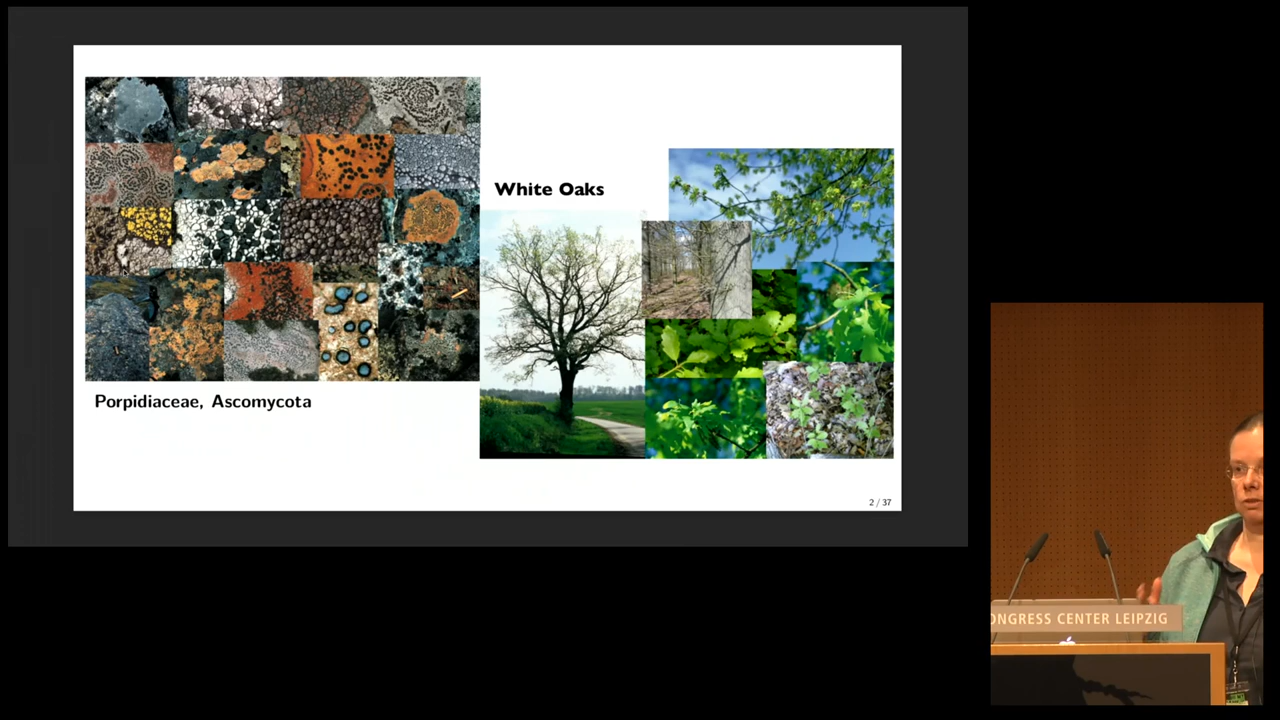 White Oaks
Porpidiaceae, Ascomycota
2 / 37
ONGRESS CENTER LEIPZIG